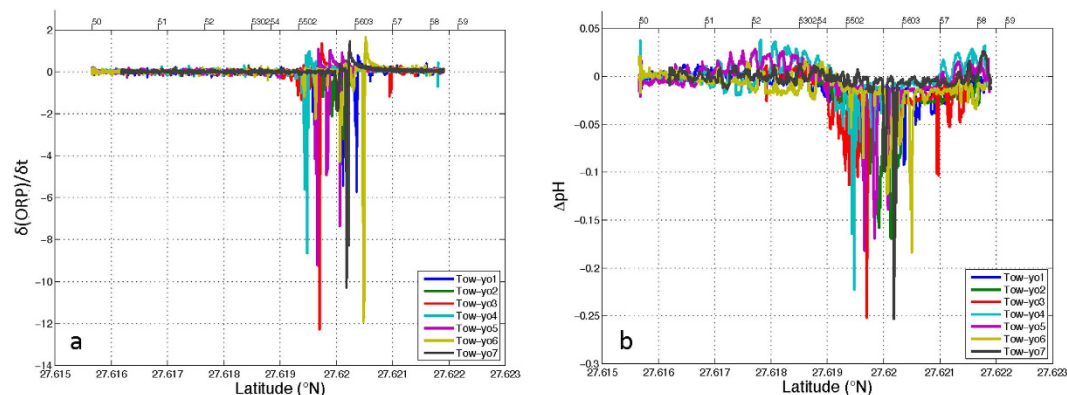 50 51 52 5302 54 5502 5603 57 58 59
2
0
−2
−4
−6
−8
−10
−12
−14
δ(ORP)/δt
Tow−yo1
Tow−yo2
Tow−yo3
Tow−yo4
Tow−yo5
Tow−yo6
Tow−yo7
a
27.615 27.616 27.617 27.618 27.619 27.62 27.621 27.622 27.623
Latitude (°N)
50 51 52 5302 54 5502 5603 57 58 59
0.05
0
−0.05
−0.1
−0.15
−0.2
−0.25
−0.3
ΔpH
Tow−yo1
Tow−yo2
Tow−yo3
Tow−yo4
Tow−yo5
Tow−yo6
Tow−yo7
b
27.615 27.616 27.617 27.618 27.619 27.62 27.621 27.622 27.623
Latitude (°N)